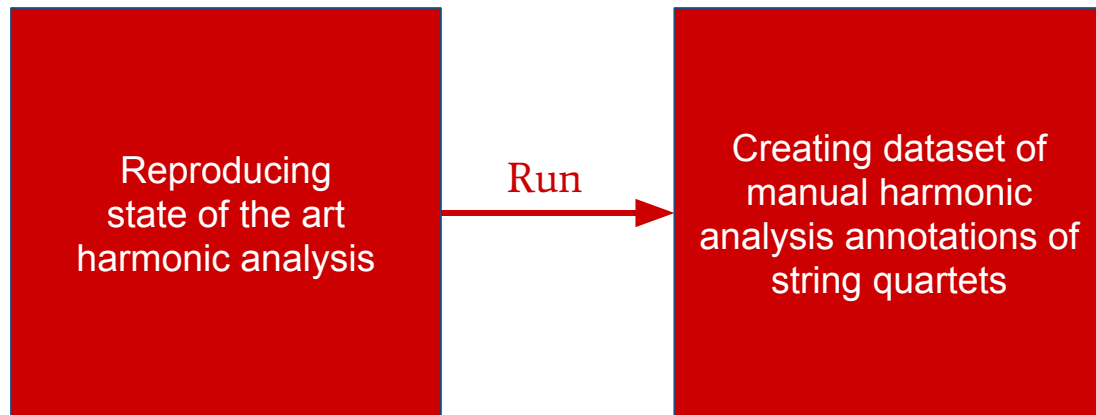 Reproducing
state of the art
harmonic analysis
Run
Creating dataset of
manual harmonic
analysis annotations of
string quartets